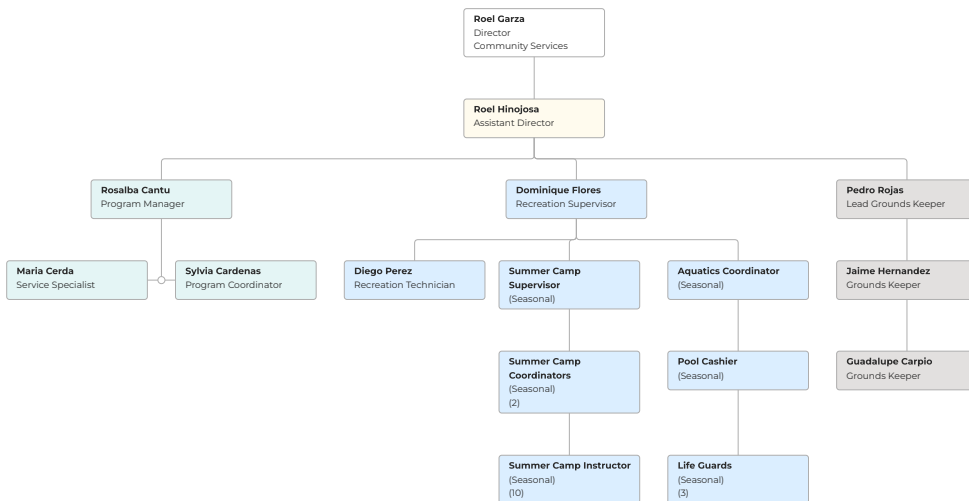 Roel Garza
Director
Community Services
Roel Hinojosa
Assistant Director
Rosalba Cantu
Program Manager
Dominique Flores
Recreation Supervisor
Pedro Rojas
Lead Grounds Keeper
Maria Cerda
Service Specialist
Sylvia Cardenas
Program Coordinator
Diego Perez
Recreation Technician
Summer Camp
Supervisor
(Seasonal)
Aquatics Coordinator
(Seasonal)
Jaime Hernandez
Grounds Keeper
Summer Camp
Coordinators
(Seasonal)
(2)
Pool Cashier
(Seasonal)
Guadalupe Carpio
Grounds Keeper
Summer Camp Instructor
(Seasonal)
(10)
Life Guards
(Seasonal)
(3)